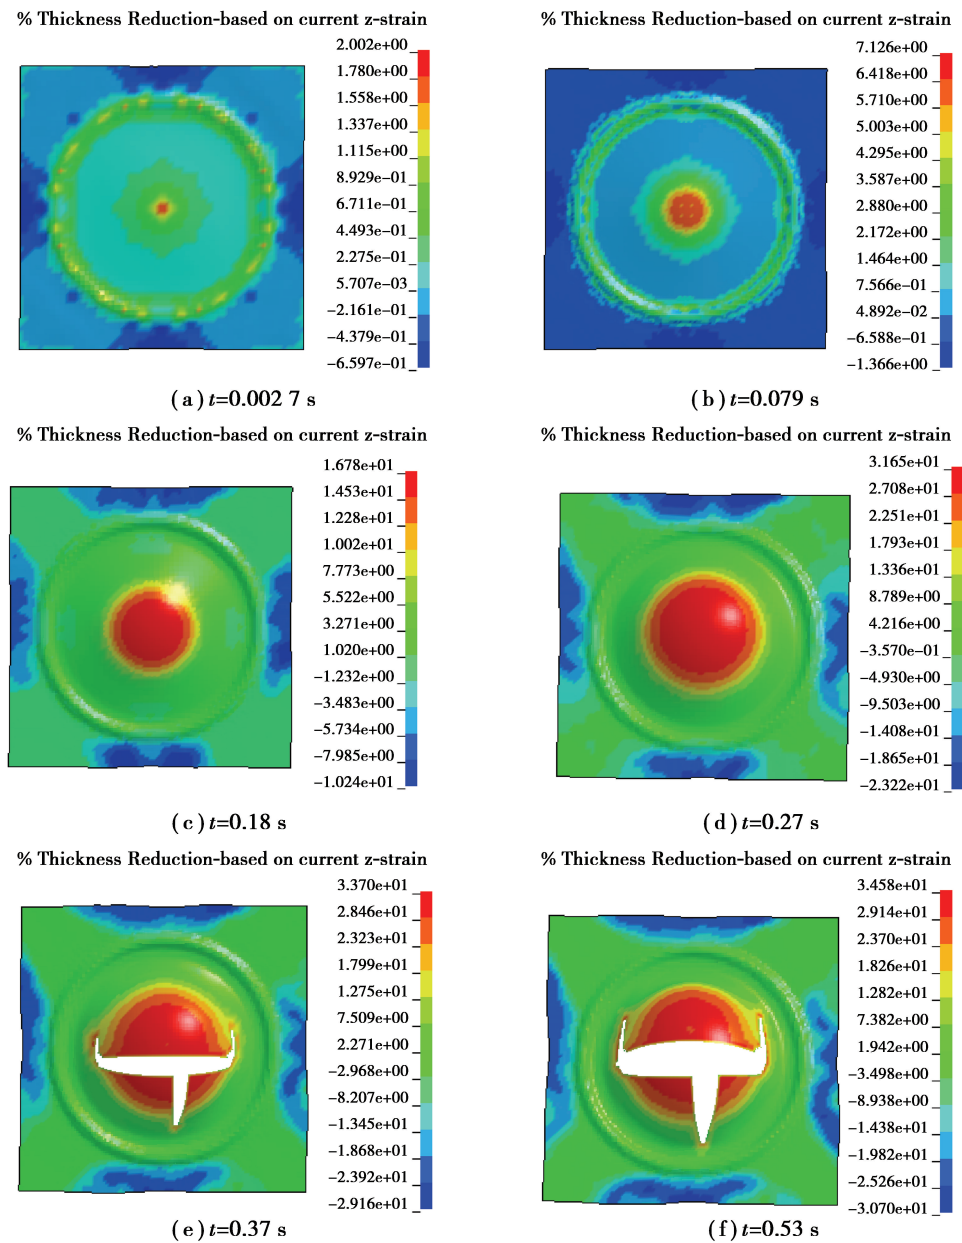 % Thickness Reduction-based on current z-strain
2.002e+00
1.780e+00
1.558e+00
1.337e+00
1.115e+00
8.929e-01
6.711e-01
4.493e-01
2.275e-01
5.707e-03
-2.161e-01
-4.379e-01
-6.597e-01
(a) t=0.002 7 s
% Thickness Reduction-based on current z-strain
7.126e+00
6.418e+00
5.710e+00
5.003e+00
4.295e+00
3.587e+00
2.880e+00
2.172e+00
1.464e+00
7.566e-01
4.892e-02
-6.588e-01
-1.366e+00
(b) t=0.079 s
% Thickness Reduction-based on current z-strain
1.678e+01
1.453e+01
1.228e+01
1.002e+01
7.773e+00
5.522e+00
3.271e+00
1.020e+00
-1.232e+00
-3.483e+00
-5.734e+00
-7.985e+00
-1.024e+01
(c) t=0.18 s
% Thickness Reduction-based on current z-strain
3.165e+01
2.708e+01
2.251e+01
1.793e+01
1.336e+01
8.789e+00
4.216e+00
-3.570e-01
-4.930e+00
-9.503e+00
-1.408e+01
-1.865e+01
-2.322e+01
(d) t=0.27 s
% Thickness Reduction-based on current z-strain
3.370e+01
2.846e+01
2.323e+01
1.799e+01
1.275e+01
7.509e+00
2.271e+00
-2.968e+00
-8.207e+00
-1.345e+01
-1.868e+01
-2.392e+01
-2.916e+01
(e) t=0.37 s
% Thickness Reduction-based on current z-strain
3.458e+01
2.914e+01
2.370e+01
1.826e+01
1.282e+01
7.382e+00
1.942e+00
-3.498e+00
-8.938e+00
-1.438e+01
-1.982e+01
-2.526e+01
-3.070e+01
(f) t=0.53 s